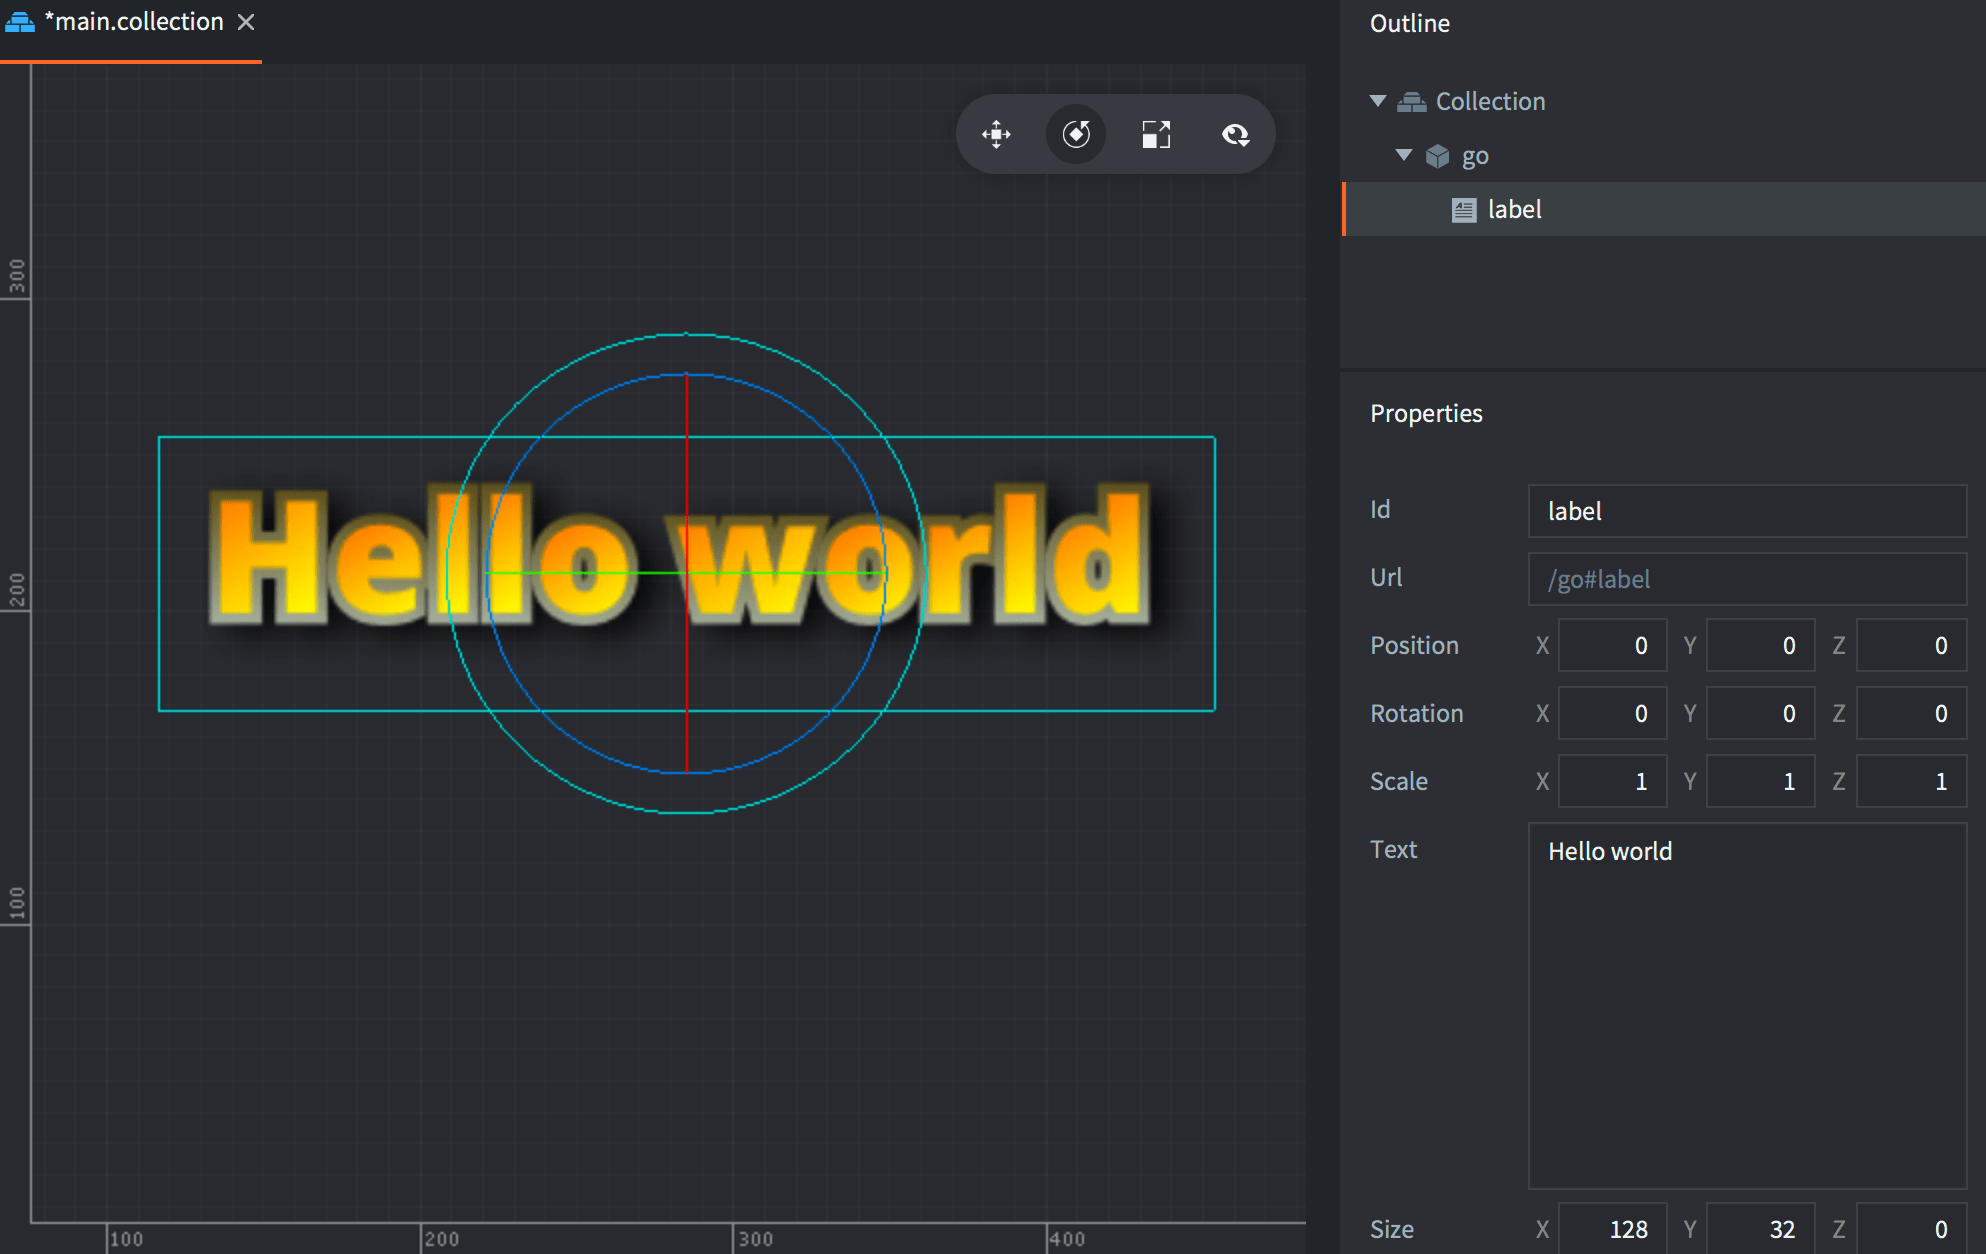 *main.collection
300
200
100
100
200
300
400
Hello world
Outline
Collection
go
label
Properties
Id label
Url /go#label
Position X 0 Y 0 Z 0
Rotation X 0 Y 0 Z 0
Scale X 1 Y 1 Z 1
Text Hello world
Size X 128 Y 32 Z 0